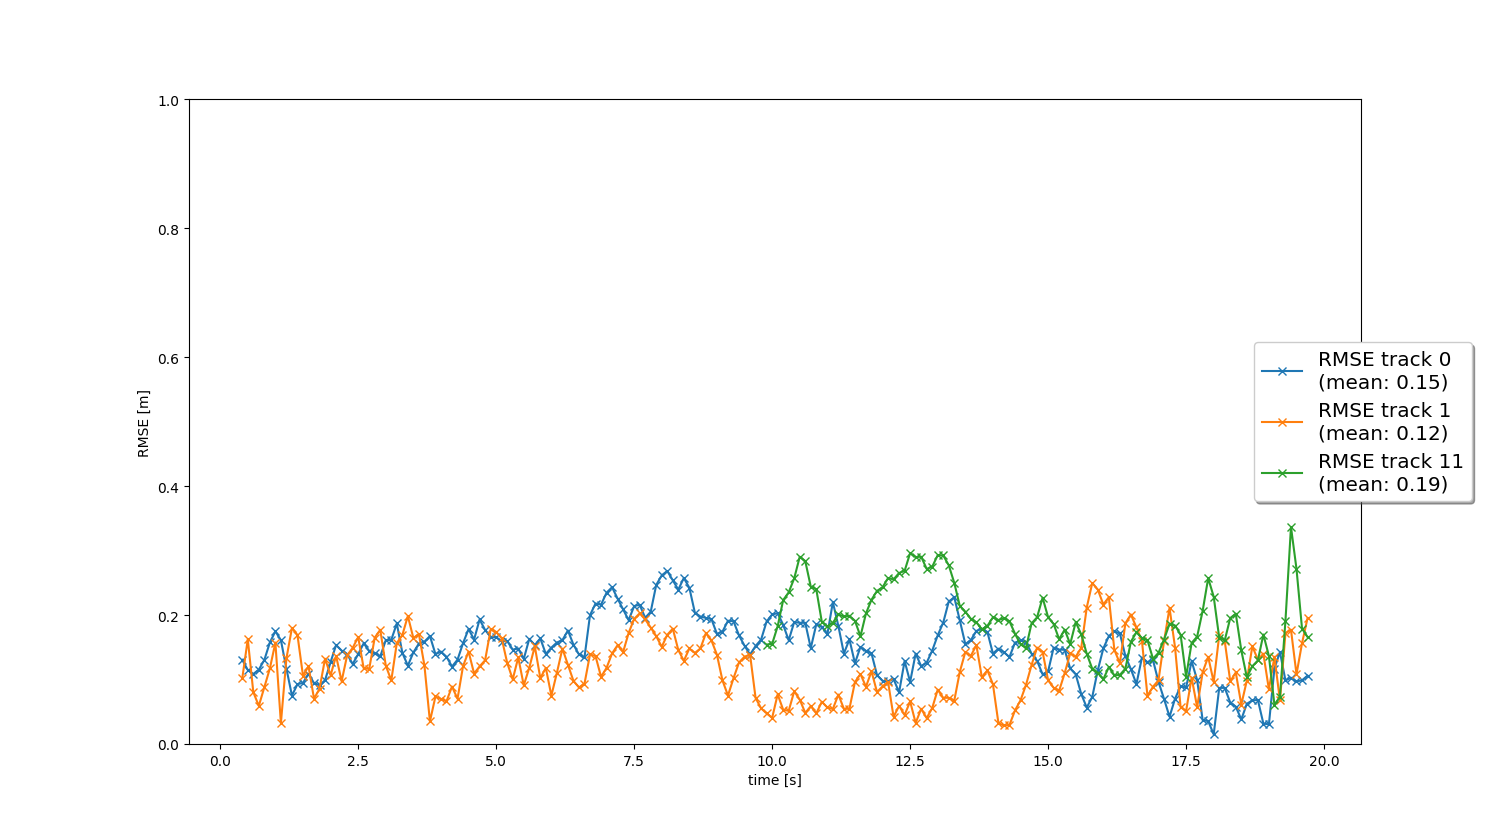 1.0
0.8
0.6
0.4
0.2
0.0
RMSE [m]
0.0 2.5 5.0 7.5 10.0 12.5 15.0 17.5 20.0
time [s]
RMSE track 0
(mean: 0.15)
RMSE track 1
(mean: 0.12)
RMSE track 11
(mean: 0.19)